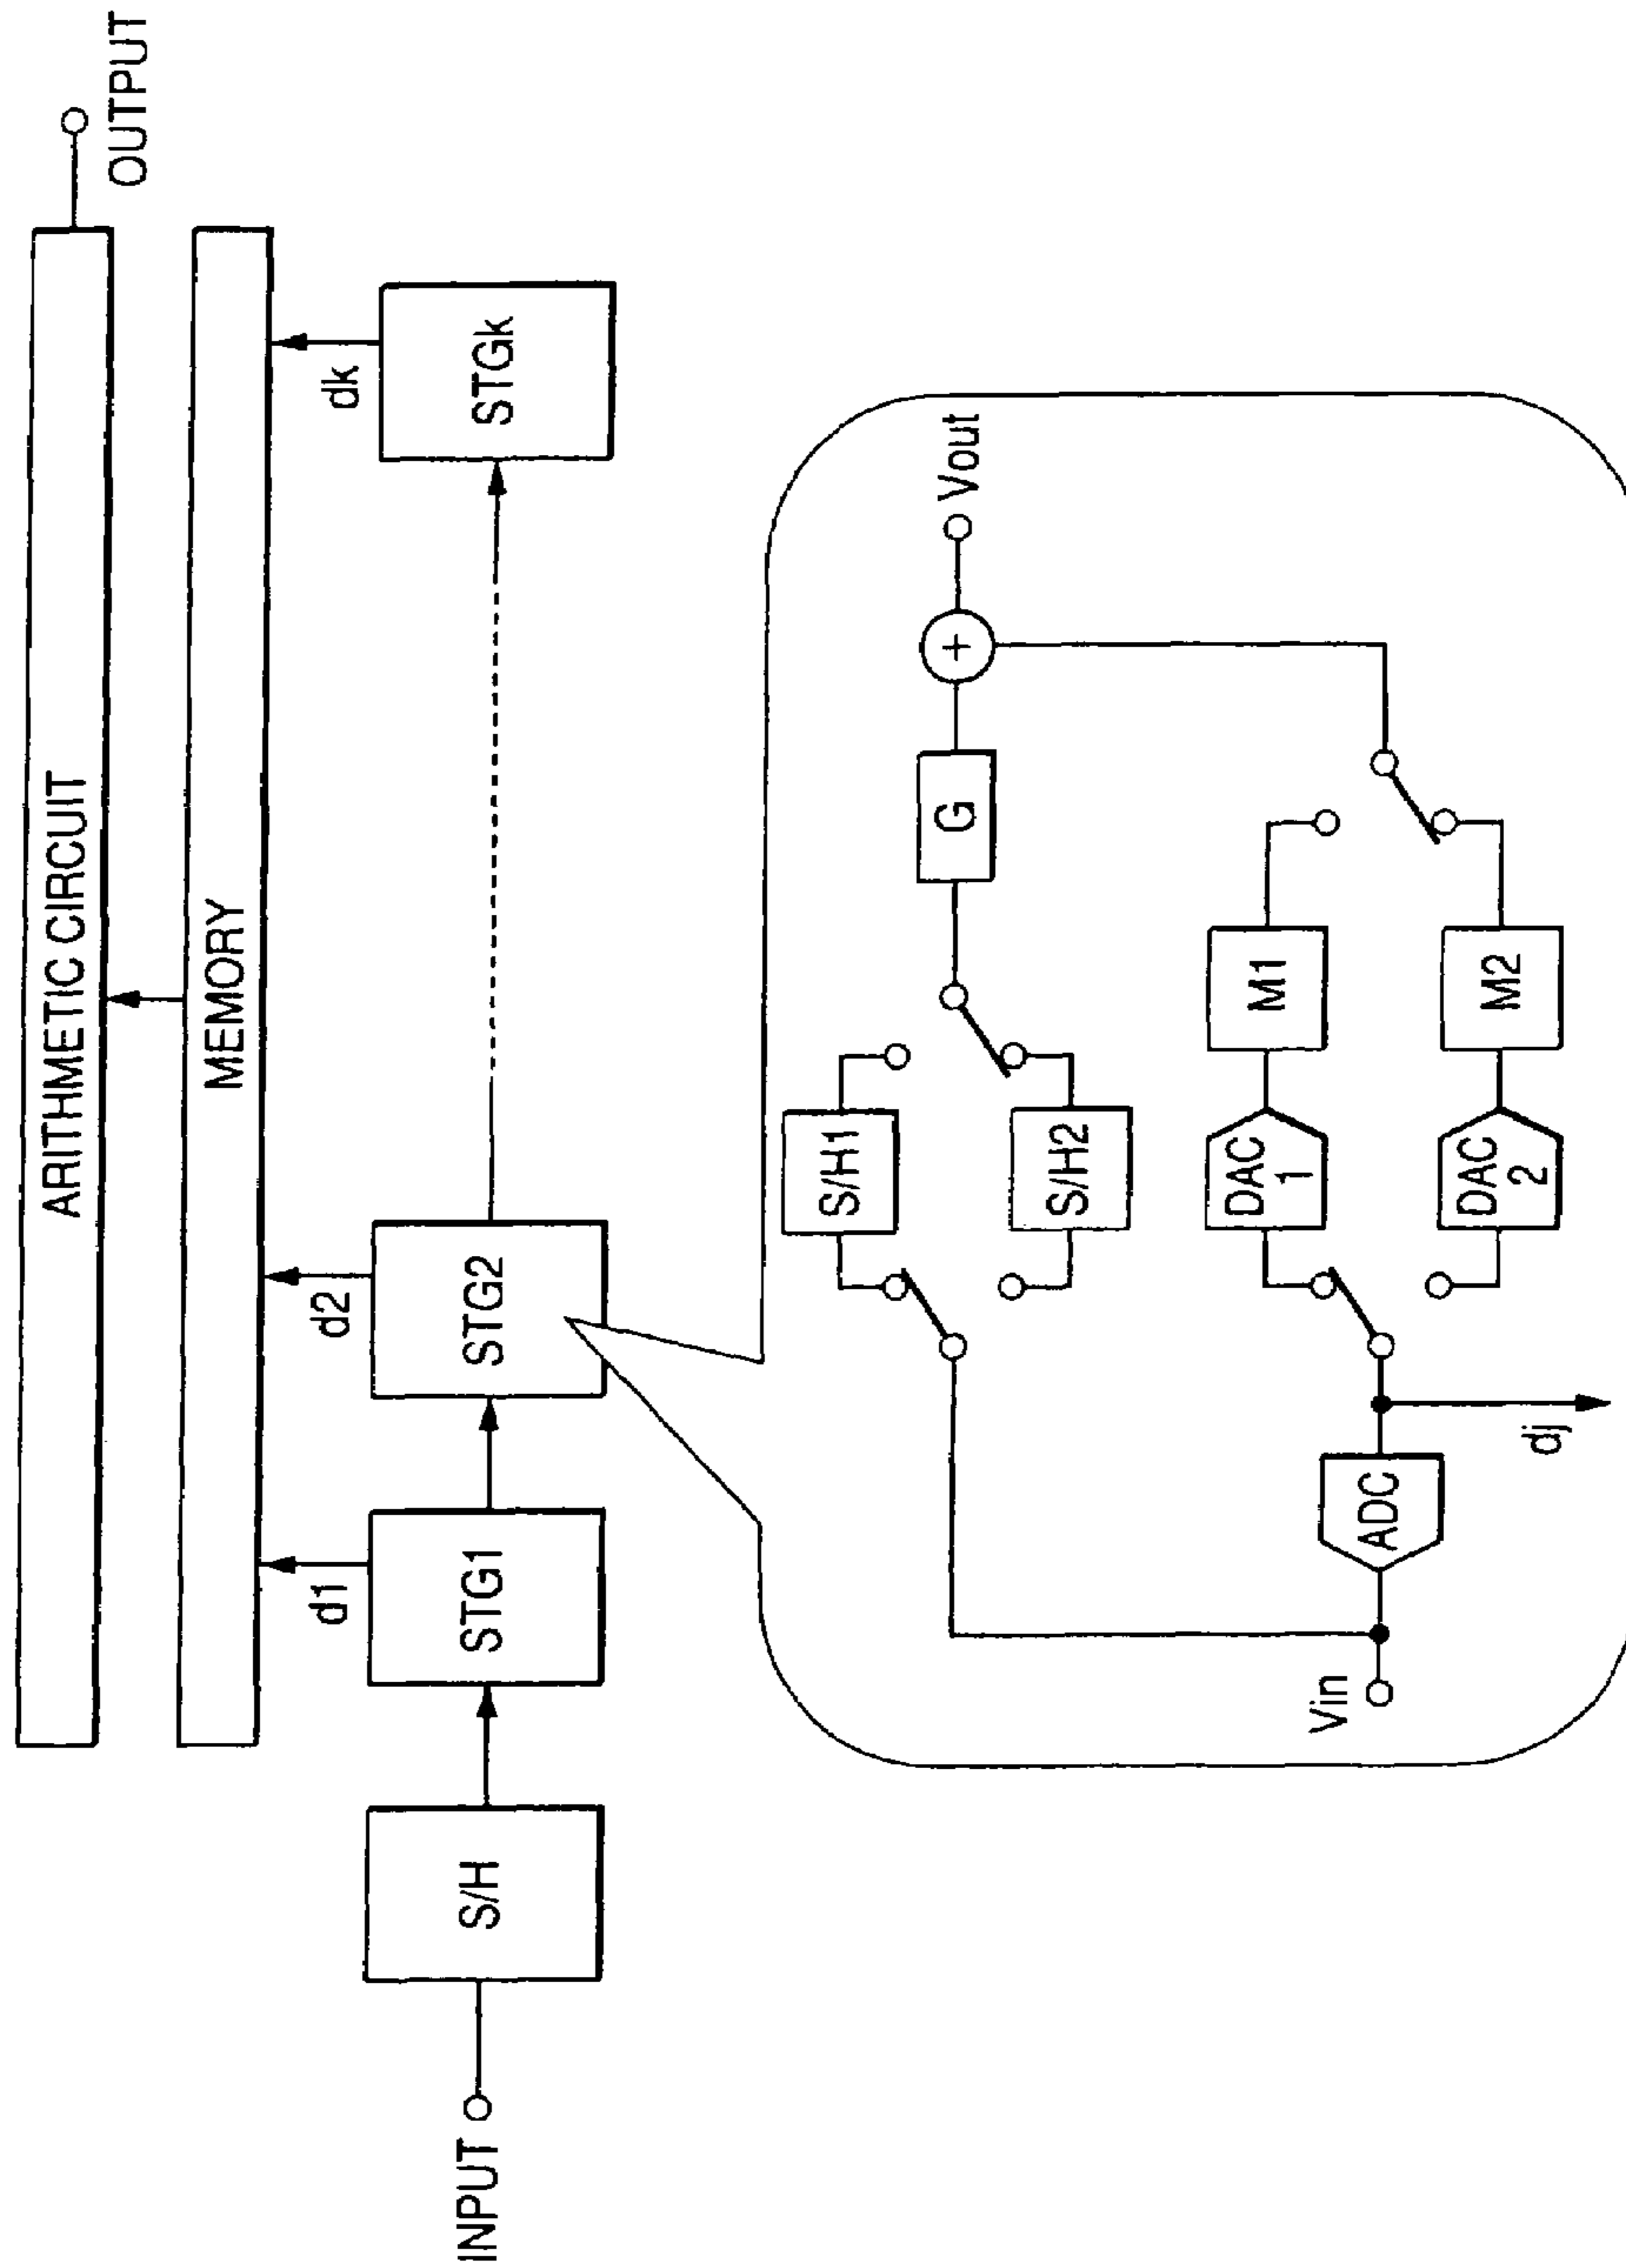 ARITHMETIC CIRCUIT
OUTPUT
MEMORY
d1
d2
dk
INPUT
S/H
STG1
STG2
STGk
S/H1
S/H2
G
+
Vout
Vin
ADC
dj
DAC
1
M1
DAC
2
M2